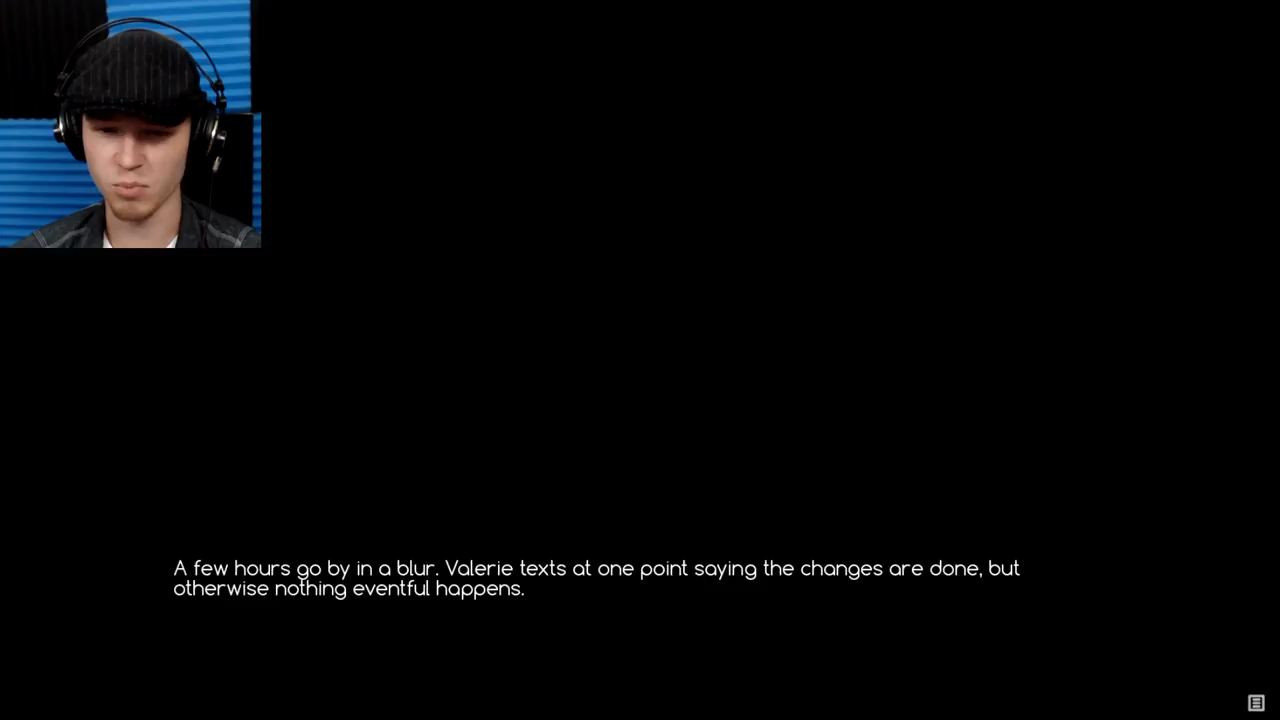 A few hours go by in a blur. Valerie texts at one point saying the changes are done, but
otherwise nothing eventful happens.